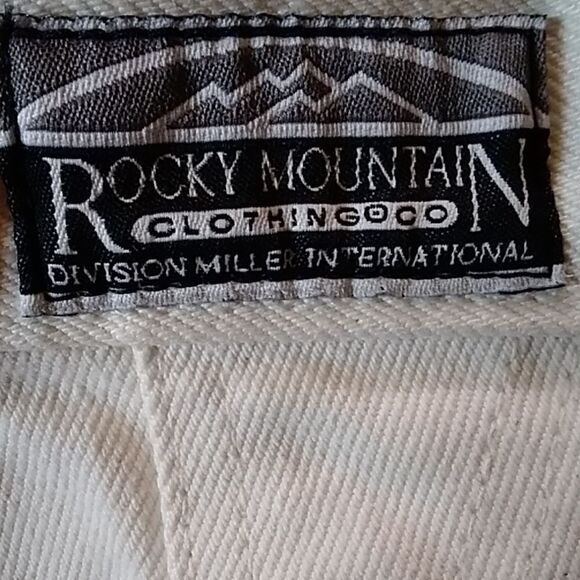 ROCKY MOUNTAIN
CLOTHING CO
DIVISION MILLER INTERNATIONAL